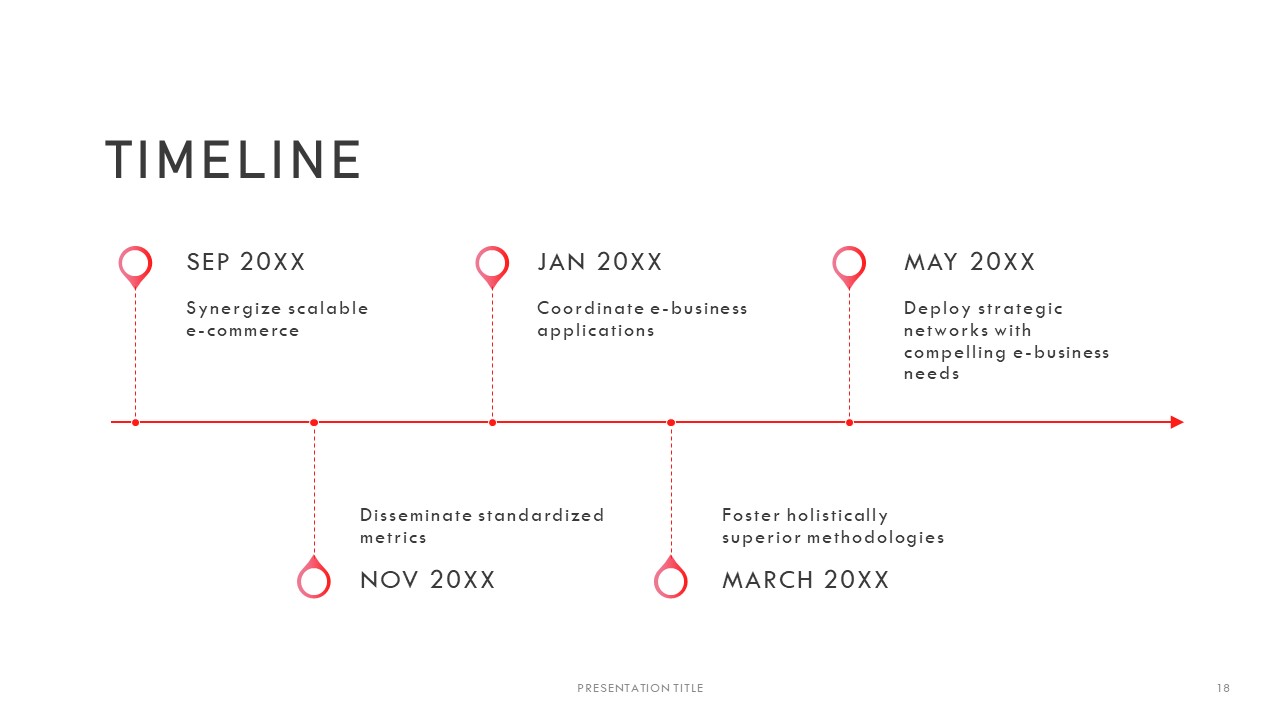 TIMELINE
SEP 20XX
Synergize scalable
e-commerce
JAN 20XX
Coordinate e-business
applications
MAY 20XX
Deploy strategic
networks with
compelling e-business
needs
Disseminate standardized
metrics
NOV 20XX
Foster holistically
superior methodologies
MARCH 20XX
PRESENTATION TITLE
18